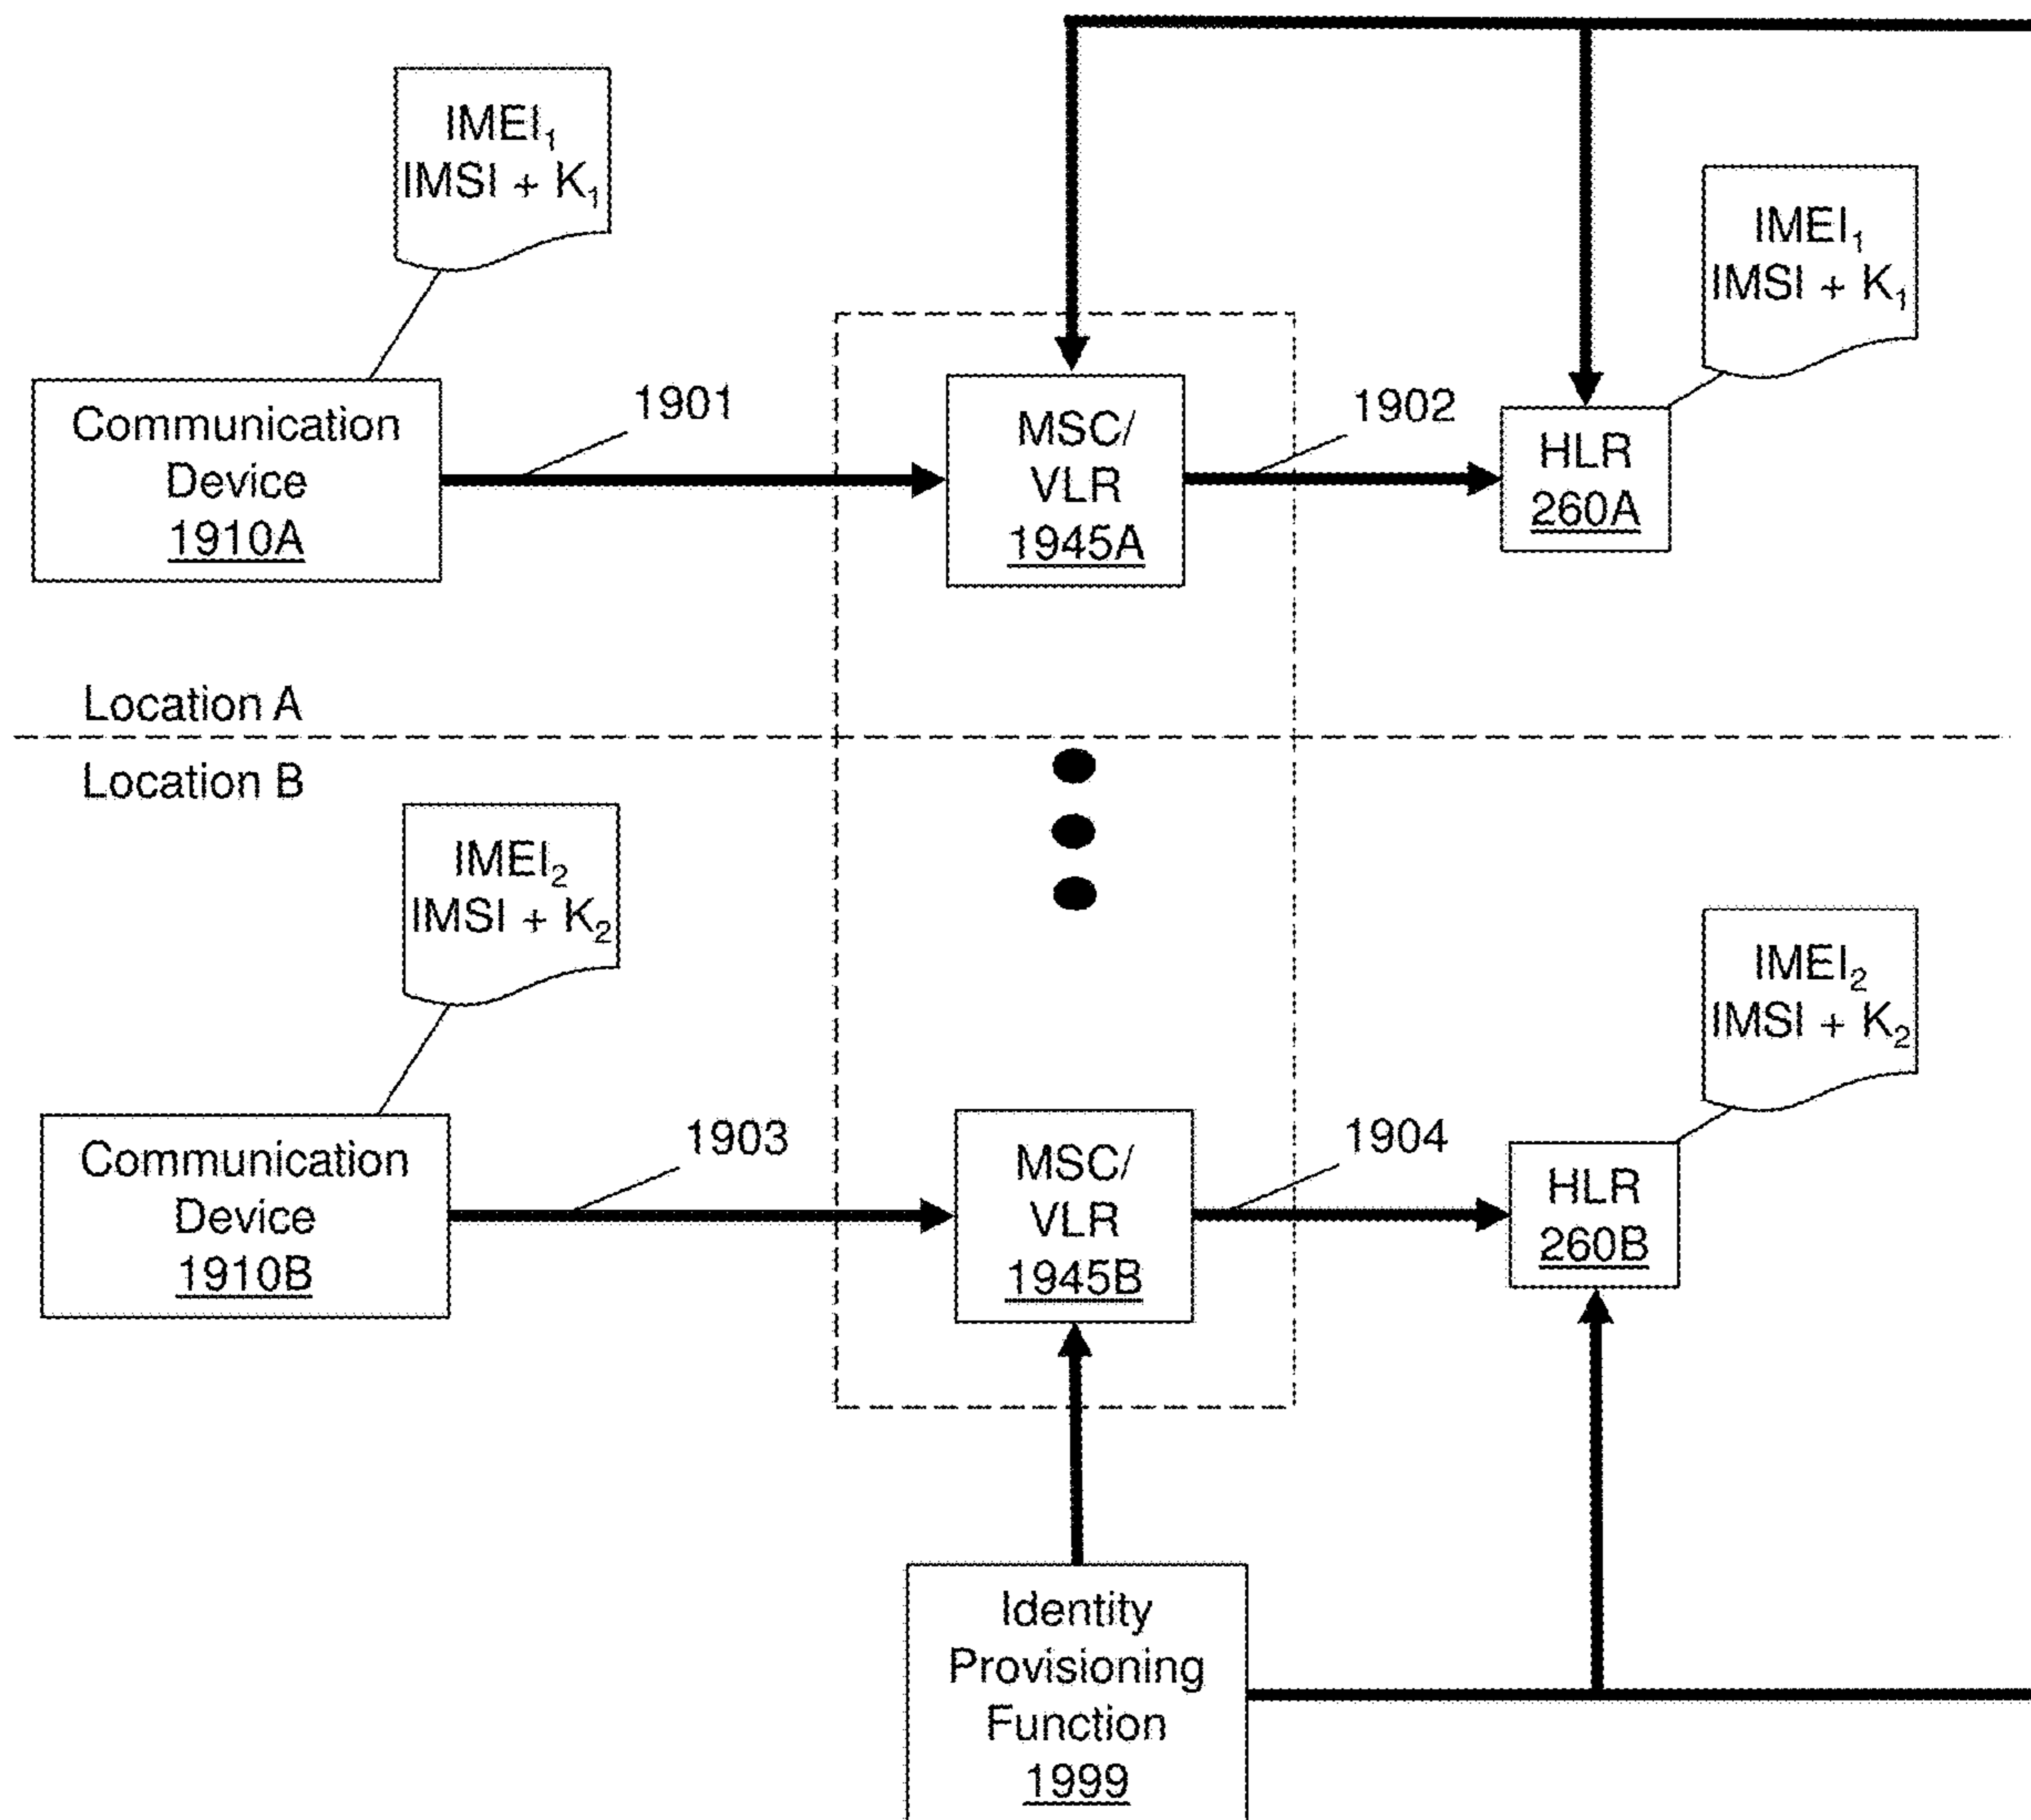 IMEI₁
IMSI + K₁
IMEI₁
IMSI + K₁
Communication
Device
1910A
1901
MSC/
VLR
1945A
1902
HLR
260A
Location A
Location B
IMEI₂
IMSI + K₂
IMEI₂
IMSI + K₂
Communication
Device
1910B
1903
MSC/
VLR
1945B
1904
HLR
260B
Identity
Provisioning
Function
1999